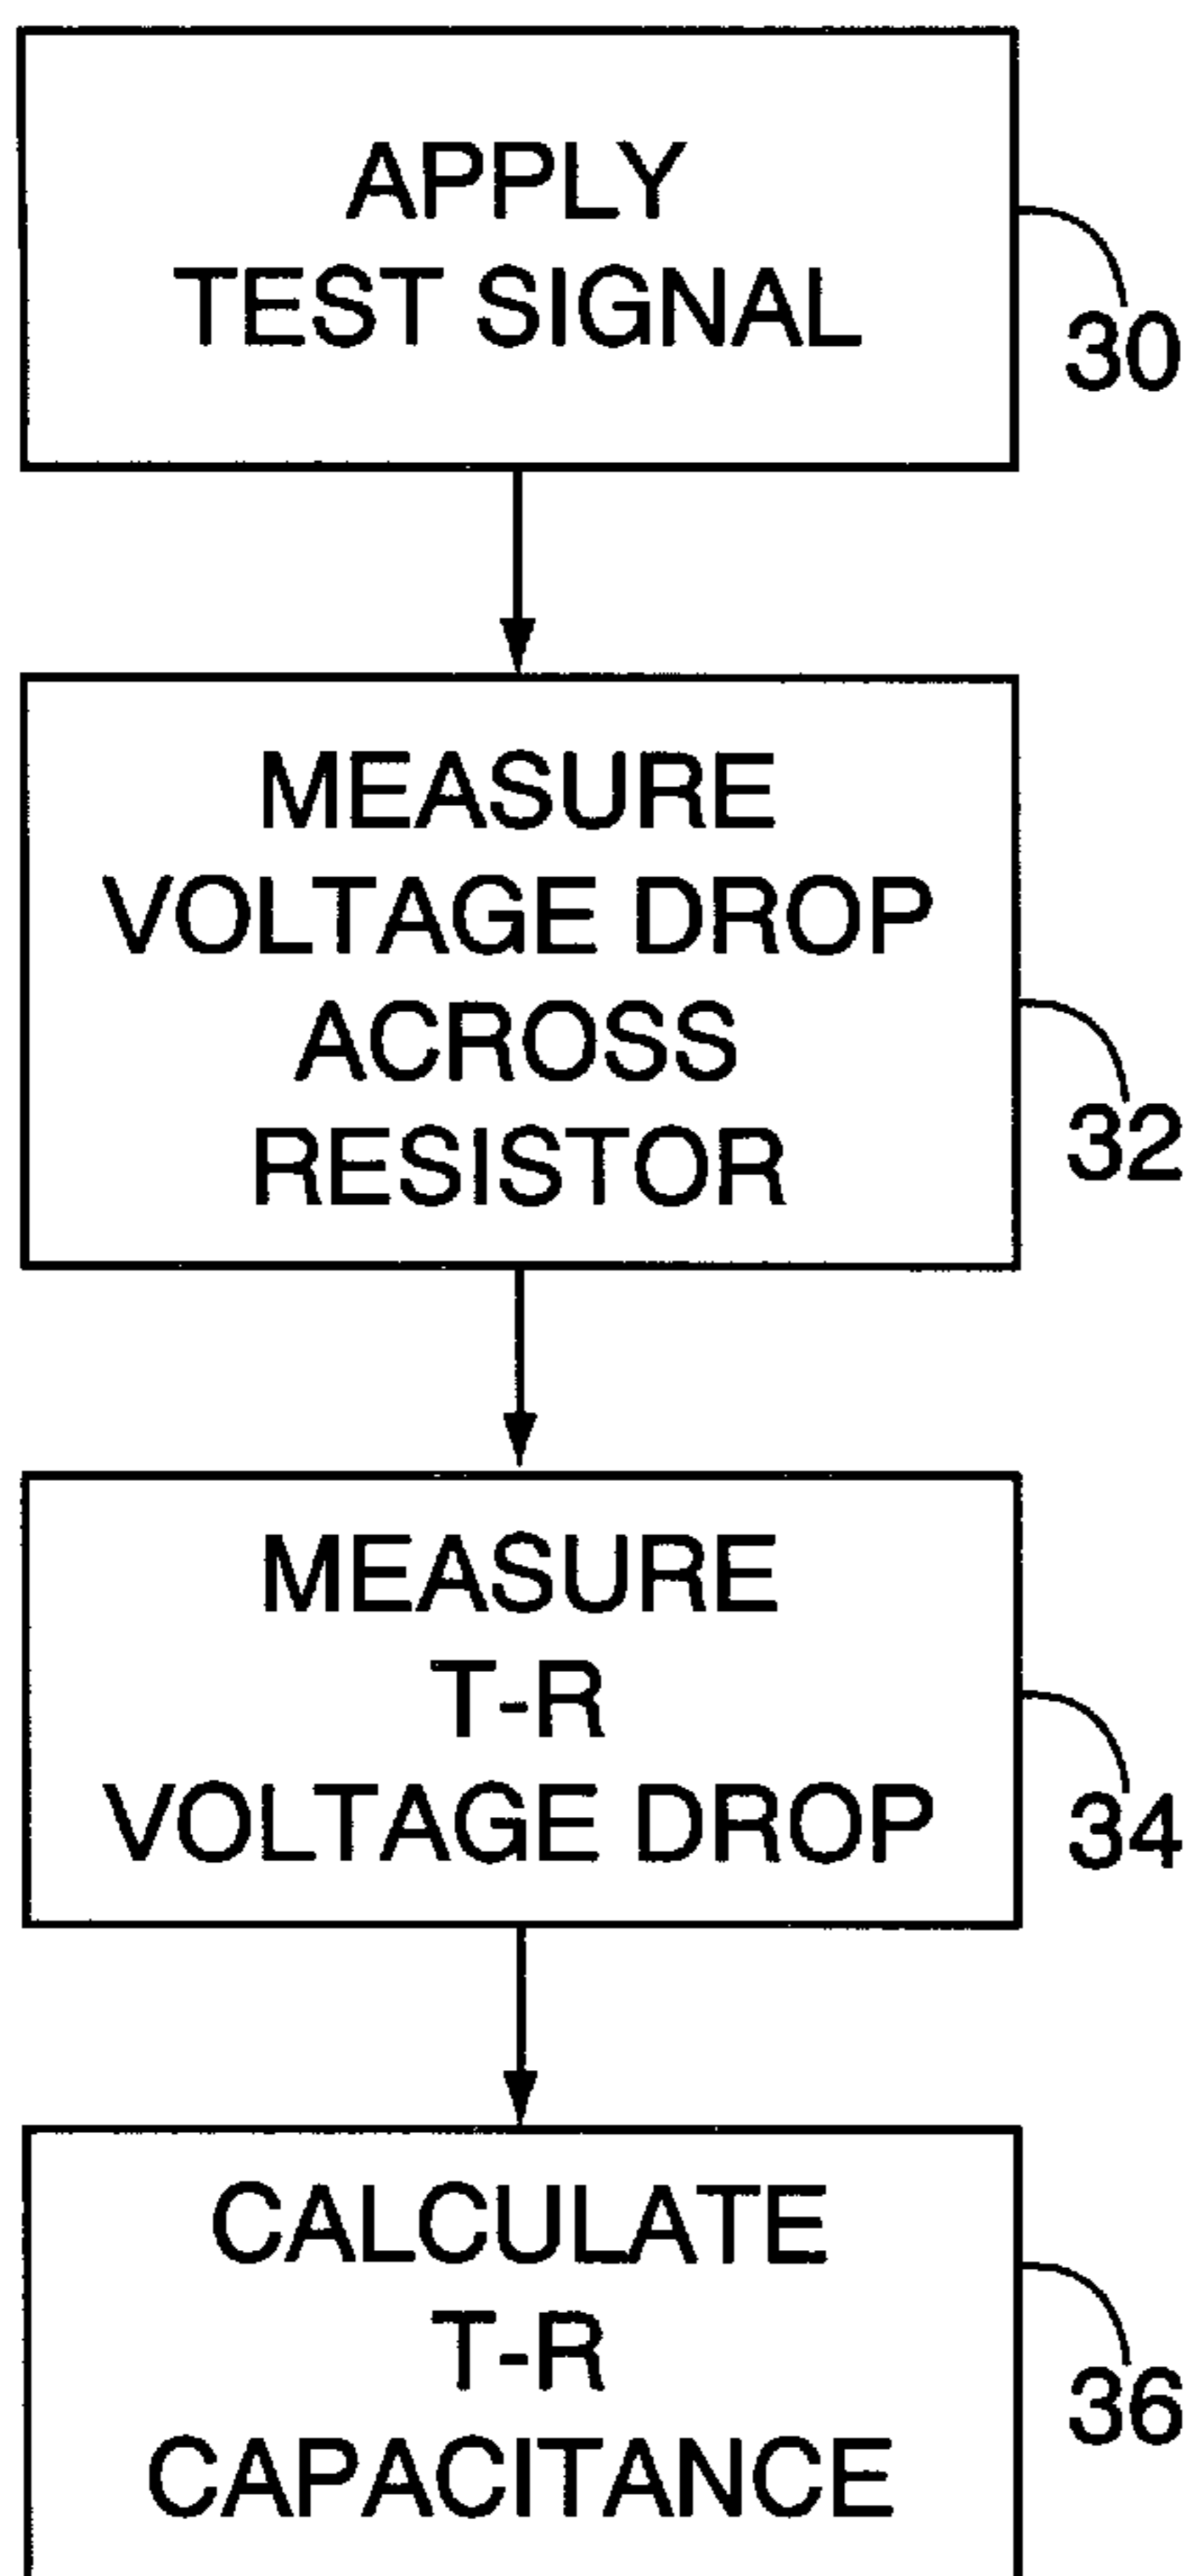 APPLY
TEST SIGNAL
30
MEASURE
VOLTAGE DROP
ACROSS
RESISTOR
32
MEASURE
T-R
VOLTAGE DROP
34
CALCULATE
T-R
CAPACITANCE
36